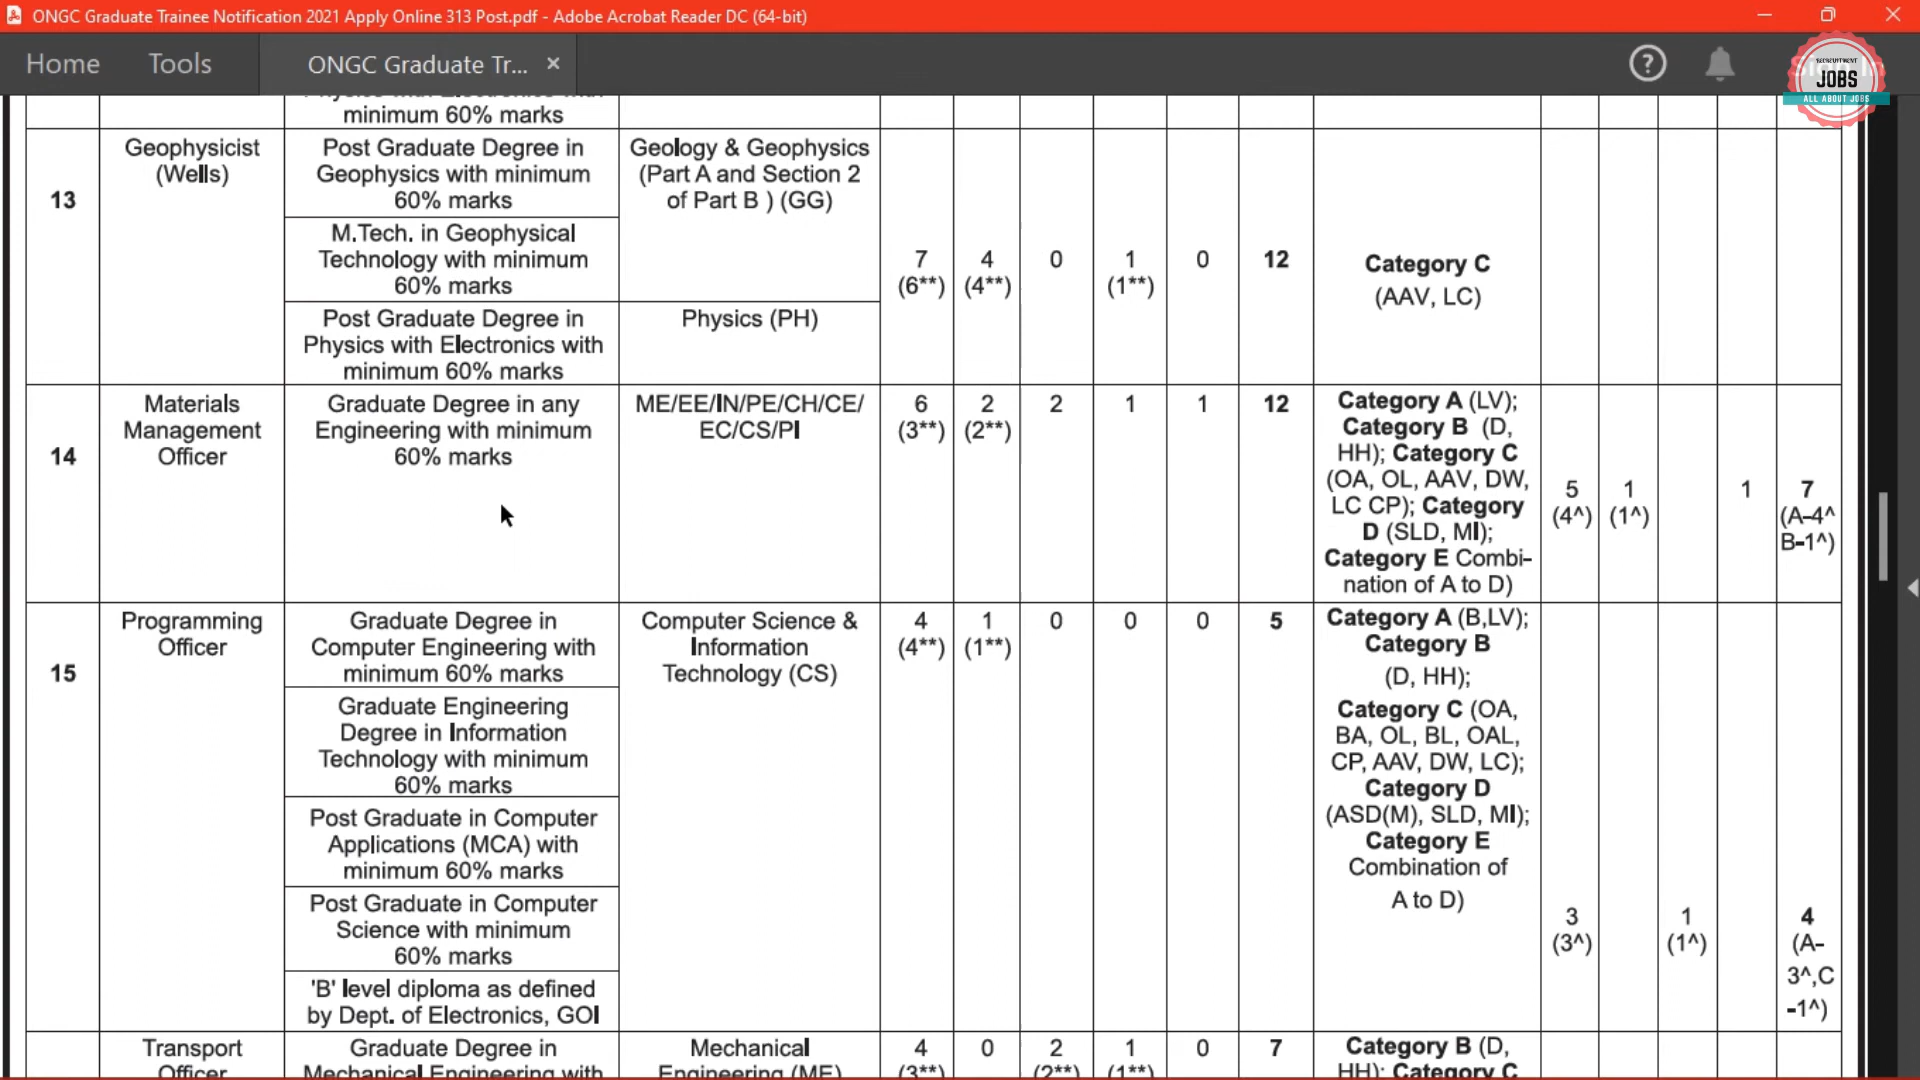 ONGC Graduate Trainee Notification 2021 Apply Online 313 Post.pdf - Adobe Acrobat Reader DC (64-bit)
Home Tools ONGC Graduate Tr... ×
RECRUITMENT
JOBS
ALL ABOUT JOBS
minimum 60% marks
13
Geophysicist
(Wells)
Post Graduate Degree in
Geophysics with minimum
60% marks
M.Tech. in Geophysical
Technology with minimum
60% marks
Post Graduate Degree in
Physics with Electronics with
minimum 60% marks
Geology & Geophysics
(Part A and Section 2
of Part B ) (GG)
Physics (PH)
7 4 0 1 0 12
(6**) (4**) (1**)
Category C
(AAV, LC)
14
Materials
Management
Officer
Graduate Degree in any
Engineering with minimum
60% marks
ME/EE/IN/PE/CH/CE/
EC/CS/PI
6 2 2 1 1 12
(3**) (2**)
Category A (LV);
Category B (D,
HH); Category C
(OA, OL, AAV, DW,
LC CP); Category
D (SLD, MI);
Category E Combi-
nation of A to D)
5 1 1 7
(4^) (1^) (A-4^
B-1^)
15
Programming
Officer
Graduate Degree in
Computer Engineering with
minimum 60% marks
Graduate Engineering
Degree in Information
Technology with minimum
60% marks
Post Graduate in Computer
Applications (MCA) with
minimum 60% marks
Post Graduate in Computer
Science with minimum
60% marks
'B' level diploma as defined
by Dept. of Electronics, GOI
Computer Science &
Information
Technology (CS)
4 1 0 0 0 5
(4**) (1**)
Category A (B,LV);
Category B
(D, HH);
Category C (OA,
BA, OL, BL, OAL,
CP, AAV, DW, LC);
Category D
(ASD(M), SLD, MI);
Category E
Combination of
A to D)
3 1 4
(3^) (1^) (A-
3^,C
-1^)
Transport
Officer
Graduate Degree in
Mechanical Engineering with
Mechanical
Engineering (ME)
4 0 2 1 0 7
(3**) (2**) (1**)
Category B (D,
HH); Category C